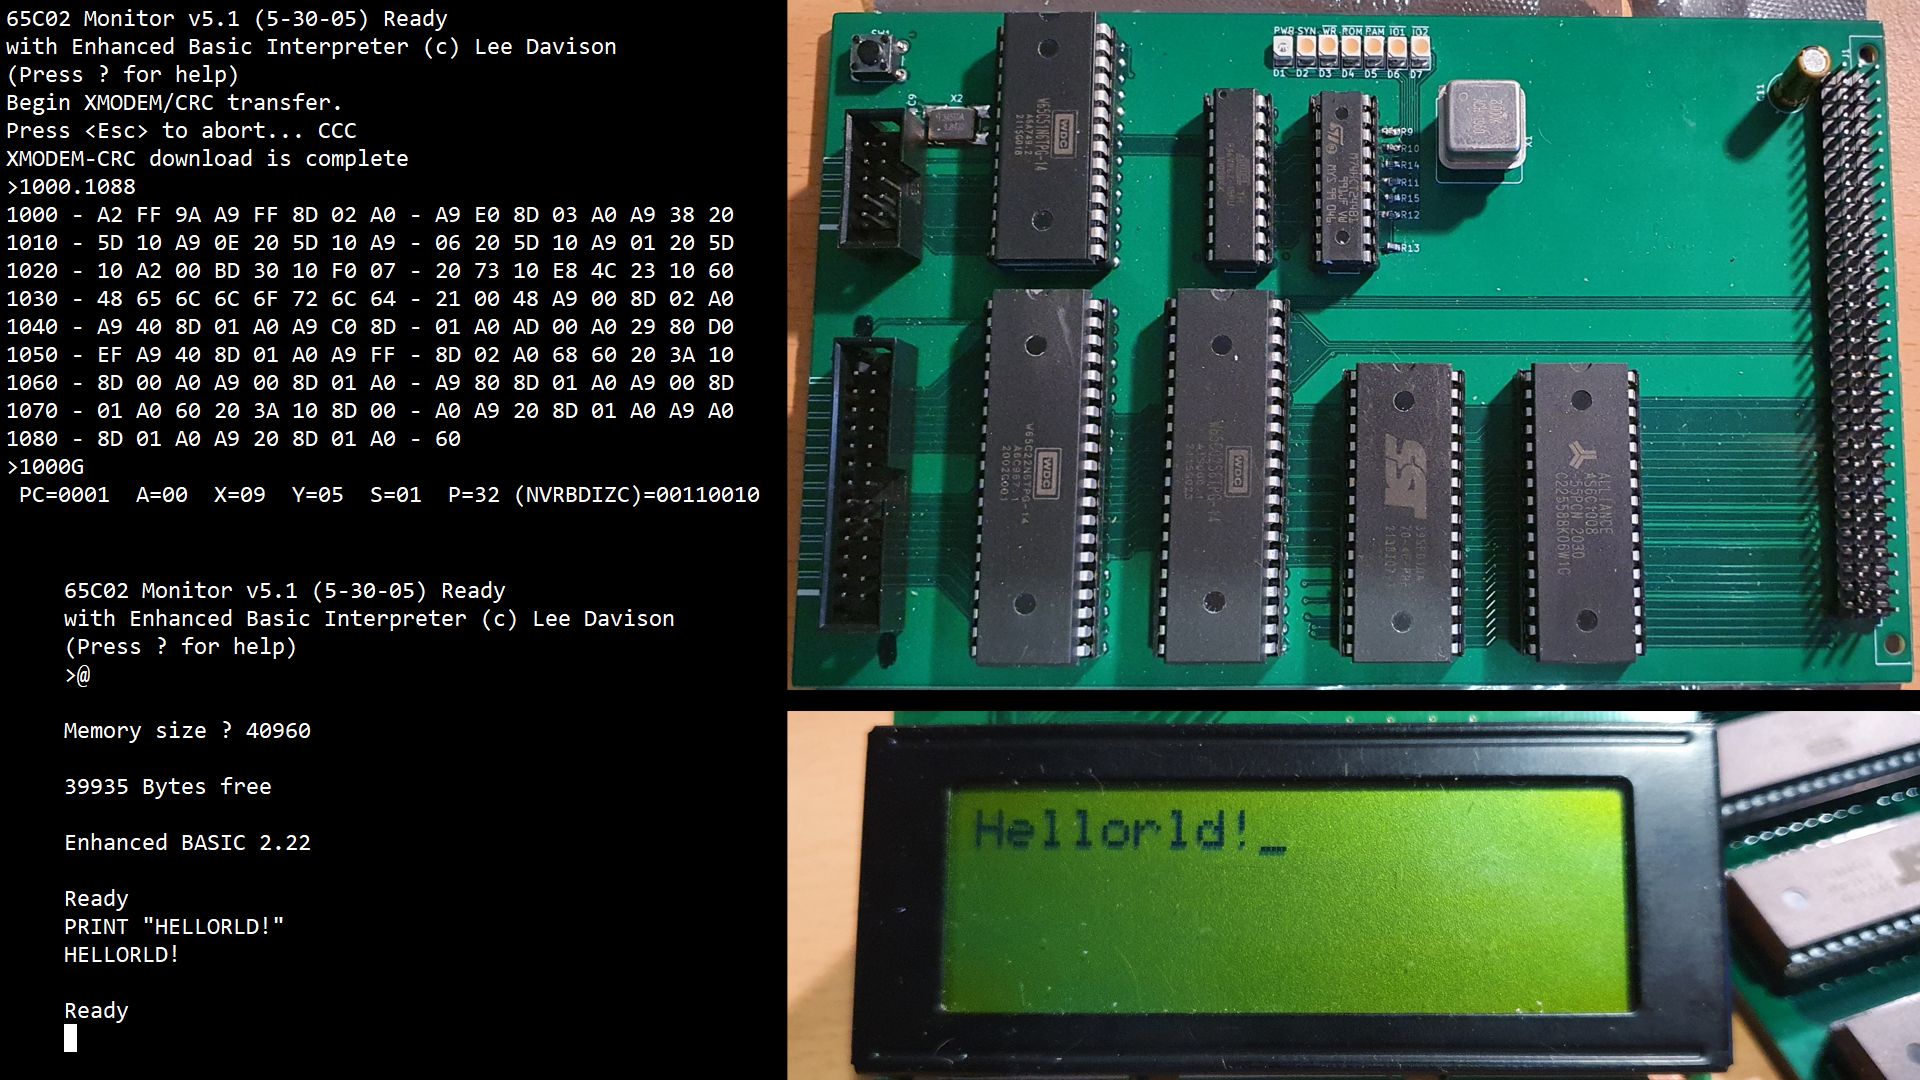 65C02 Monitor v5.1 (5-30-05) Ready
with Enhanced Basic Interpreter (c) Lee Davison
(Press ? for help)
Begin XMODEM/CRC transfer.
Press <Esc> to abort... CCC
XMODEM-CRC download is complete
>1000.1088
1000 - A2 FF 9A A9 FF 8D 02 A0 - A9 E0 8D 03 A0 A9 38 20
1010 - 5D 10 A9 0E 20 5D 10 A9 - 06 20 5D 10 A9 01 20 5D
1020 - 10 A2 00 BD 30 10 F0 07 - 20 73 10 E8 4C 23 10 60
1030 - 48 65 6C 6C 6F 72 6C 64 - 21 00 48 A9 00 8D 02 A0
1040 - A9 40 8D 01 A0 A9 C0 8D - 01 A0 AD 00 A0 29 80 D0
1050 - EF A9 40 8D 01 A0 A9 FF - 8D 02 A0 68 60 20 3A 10
1060 - 8D 00 A0 A9 00 8D 01 A0 - A9 80 8D 01 A0 A9 00 8D
1070 - 01 A0 60 20 3A 10 8D 00 - A0 A9 20 8D 01 A0 A9 A0
1080 - 8D 01 A0 A9 20 8D 01 A0 - 60
>1000G
PC=0001 A=00 X=09 Y=05 S=01 P=32 (NVRBDIZC)=00110010
65C02 Monitor v5.1 (5-30-05) Ready
with Enhanced Basic Interpreter (c) Lee Davison
(Press ? for help)
>@
Memory size ? 40960
39935 Bytes free
Enhanced BASIC 2.22
Ready
PRINT "HELLORLD!"
HELLORLD!
Ready
SW1
PWR SYN WR ROM RAM IO1 IO2
D1 D2 D3 D4 D5 D6 D7
C9
X2
W65C51N6TPG-14
WDC
ST
R9
R10
R14
R11
R15
R12
R13
X1
C11
J1
W65C22N6TPG-14
WDC
WDC
SST
ALLIANCE
AS6C1008
Hellorld!_